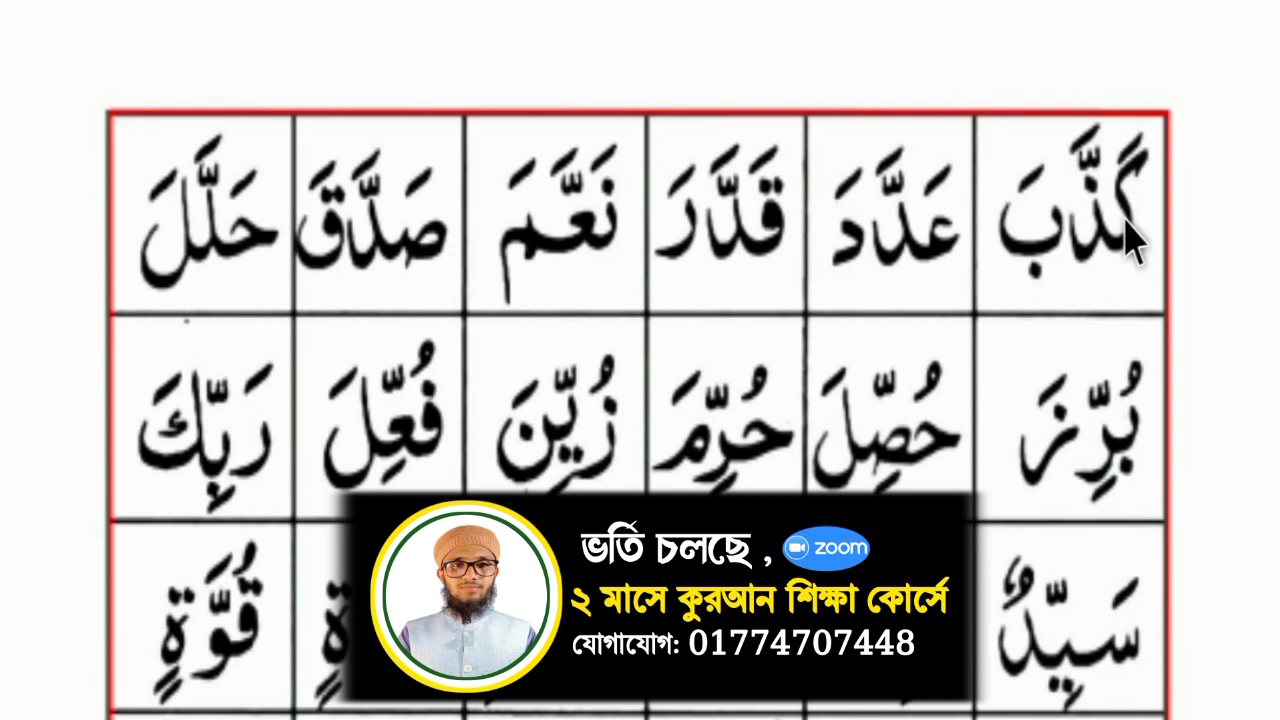 كَذَّبَ عَدَّدَ قَدَّرَ نَعَّمَ صَدَّقَ حَلَّلَ
بُرِّزَ حُصِّلَ حُرِّمَ زُيِّنَ فُعِّلَ رَبِّكَ
سَيِّدٌ قُوَّةٍ
ভর্তি চলছে , zoom
২ মাসে কুরআন শিক্ষা কোর্সে
যোগাযোগ: 01774707448